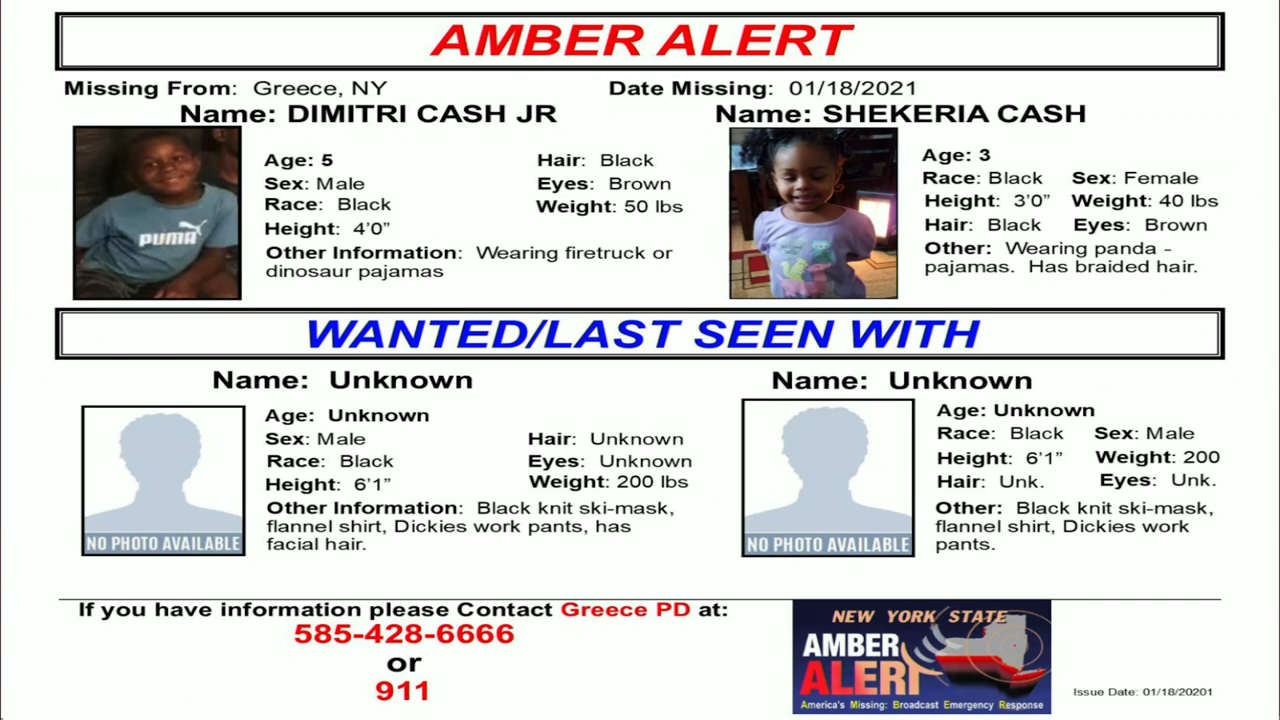 AMBER ALERT
Missing From: Greece, NY
Date Missing: 01/18/2021
Name: DIMITRI CASH JR
Name: SHEKERIA CASH
PUMA
Age: 5
Hair: Black
Sex: Male
Eyes: Brown
Race: Black
Weight: 50 lbs
Height: 4’0”
Other Information: Wearing firetruck or
dinosaur pajamas
Age: 3
Race: Black Sex: Female
Height: 3’0” Weight: 40 lbs
Hair: Black Eyes: Brown
Other: Wearing panda -
pajamas. Has braided hair.
WANTED/LAST SEEN WITH
Name: Unknown
Name: Unknown
NO PHOTO AVAILABLE
Age: Unknown
Sex: Male
Hair: Unknown
Race: Black
Eyes: Unknown
Height: 6’1”
Weight: 200 lbs
Other Information: Black knit ski-mask,
flannel shirt, Dickies work pants, has
facial hair.
NO PHOTO AVAILABLE
Age: Unknown
Race: Black Sex: Male
Height: 6’1” Weight: 200
Hair: Unk. Eyes: Unk.
Other: Black knit ski-mask,
flannel shirt, Dickies work
pants.
If you have information please Contact Greece PD at:
585-428-6666
or
911
NEW YORK STATE
AMBER
ALERT
America's Missing: Broadcast Emergency Response
Issue Date: 01/18/20201